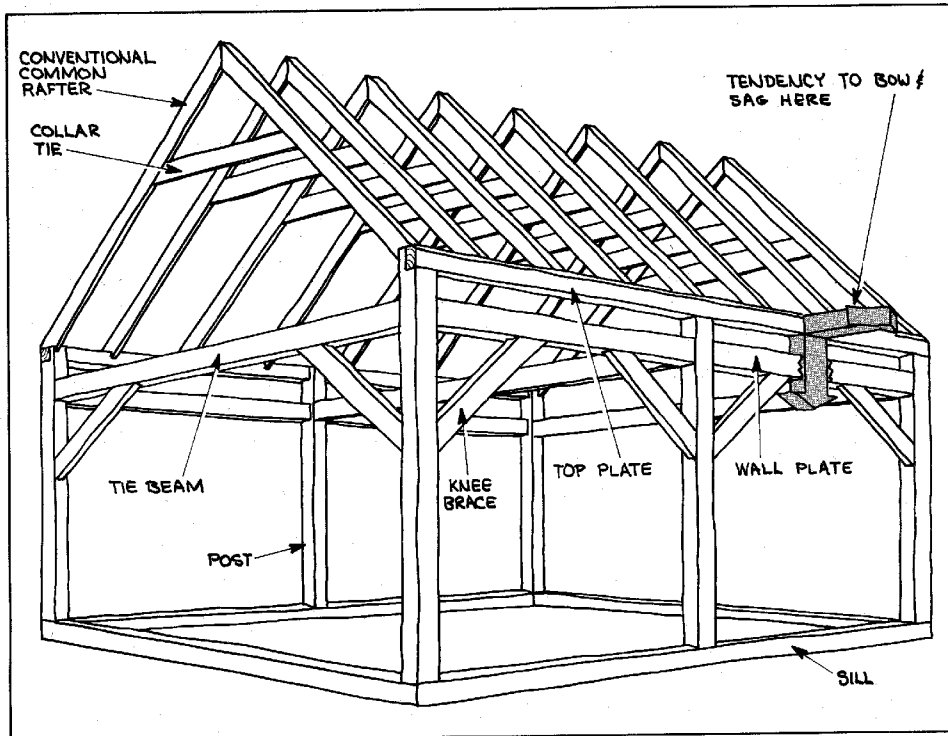 CONVENTIONAL
COMMON
RAFTER
COLLAR
TIE
TENDENCY TO BOW &
SAG HERE
TIE BEAM
KNEE
BRACE
TOP PLATE
WALL PLATE
POST
SILL